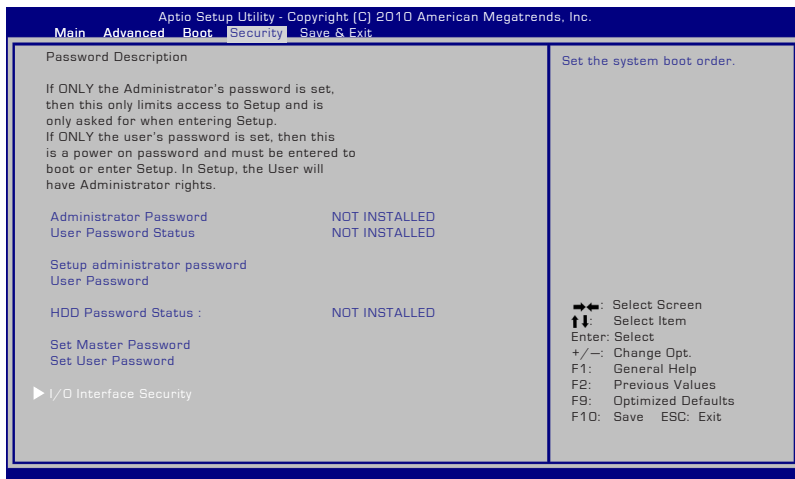 Aptio Setup Utility - Copyright (C) 2010 American Megatrends, Inc.
Main Advanced Boot Security Save & Exit
Password Description
If ONLY the Administrator's password is set,
then this only limits access to Setup and is
only asked for when entering Setup.
If ONLY the user's password is set, then this
is a power on password and must be entered to
boot or enter Setup. In Setup, the User will
have Administrator rights.
Administrator Password NOT INSTALLED
User Password Status NOT INSTALLED
Setup administrator password
User Password
HDD Password Status : NOT INSTALLED
Set Master Password
Set User Password
I/O Interface Security
Set the system boot order.
→←: Select Screen
↑↓: Select Item
Enter: Select
+/—: Change Opt.
F1: General Help
F2: Previous Values
F9: Optimized Defaults
F10: Save ESC: Exit